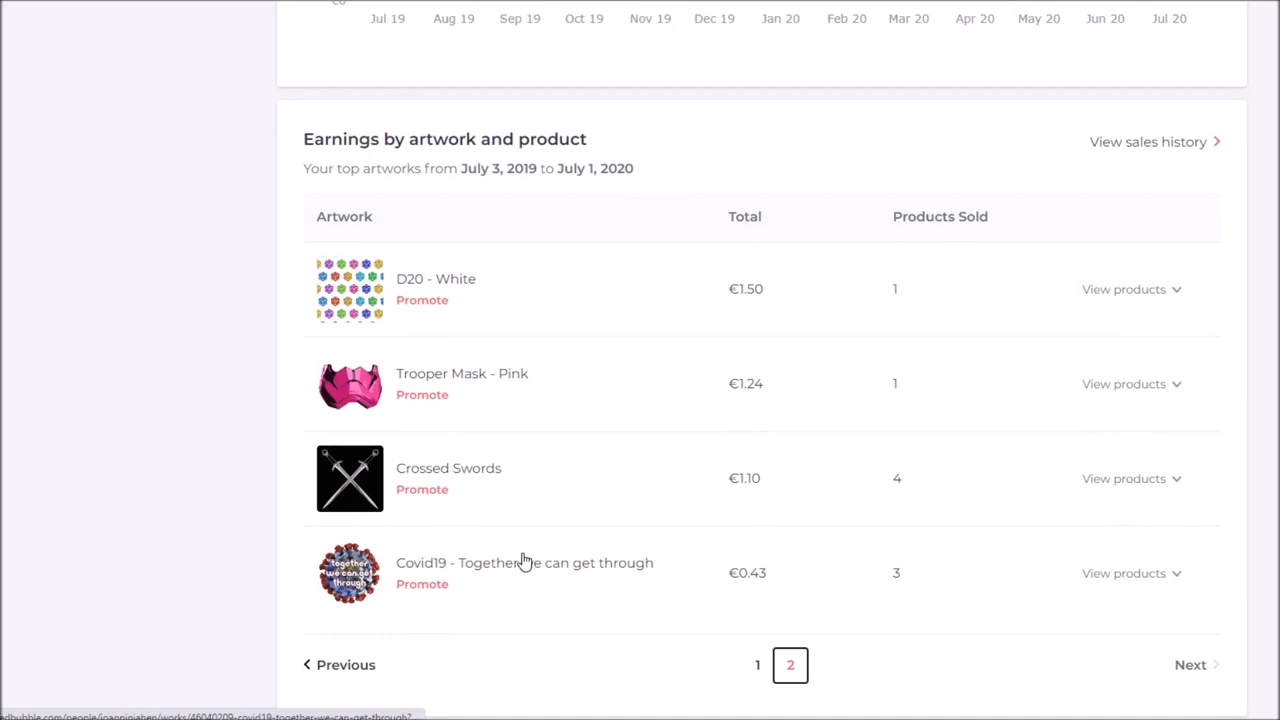 Jul 19 Aug 19 Sep 19 Oct 19 Nov 19 Dec 19 Jan 20 Feb 20 Mar 20 Apr 20 May 20 Jun 20 Jul 20
Earnings by artwork and product
View sales history
Your top artworks from July 3, 2019 to July 1, 2020
Artwork Total Products Sold
D20 - White
Promote
€1.50 1 View products
Trooper Mask - Pink
Promote
€1.24 1 View products
Crossed Swords
Promote
€1.10 4 View products
together
we can get
through
Covid19 - Together we can get through
Promote
€0.43 3 View products
Previous 1 2 Next